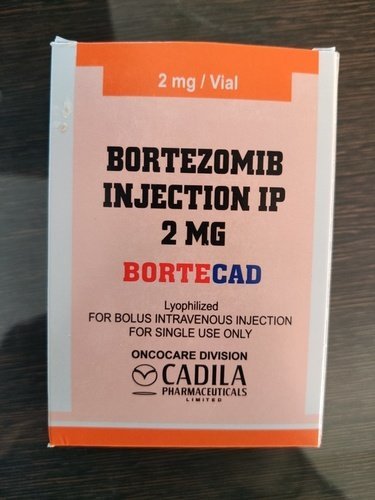 2 mg / Vial
BORTEZOMIB
INJECTION IP
2 MG
BORTECAD
Lyophilized
FOR BOLUS INTRAVENOUS INJECTION
FOR SINGLE USE ONLY
ONCOCARE DIVISION
CADILA
PHARMACEUTICALS
LIMITED